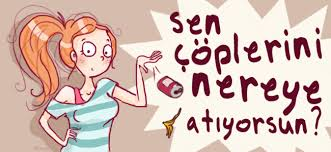 sen
çöplerini
nereye
atıyorsun?